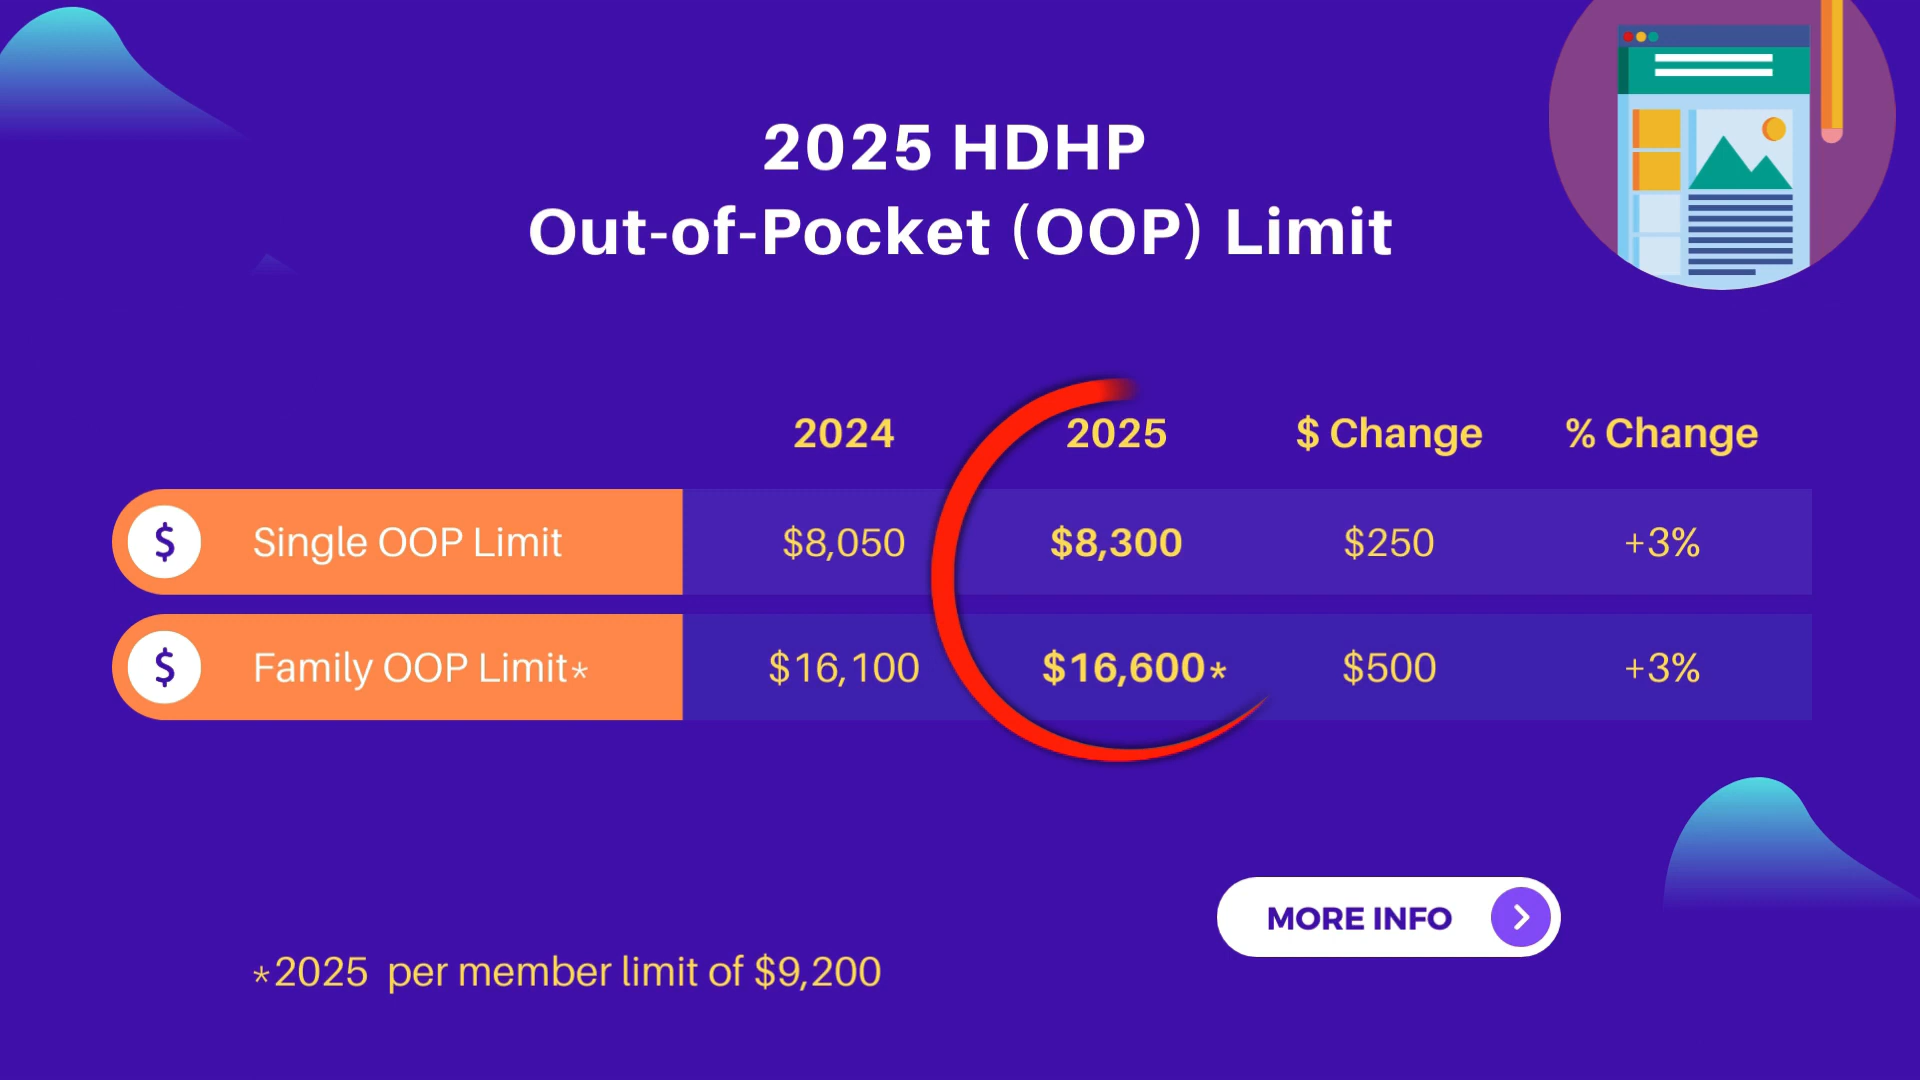 2025 HDHP
Out-of-Pocket (OOP) Limit
2024 2025 $ Change % Change
$ Single OOP Limit $8,050 $8,300 $250 +3%
$ Family OOP Limit* $16,100 $16,600* $500 +3%
MORE INFO
*2025 per member limit of $9,200